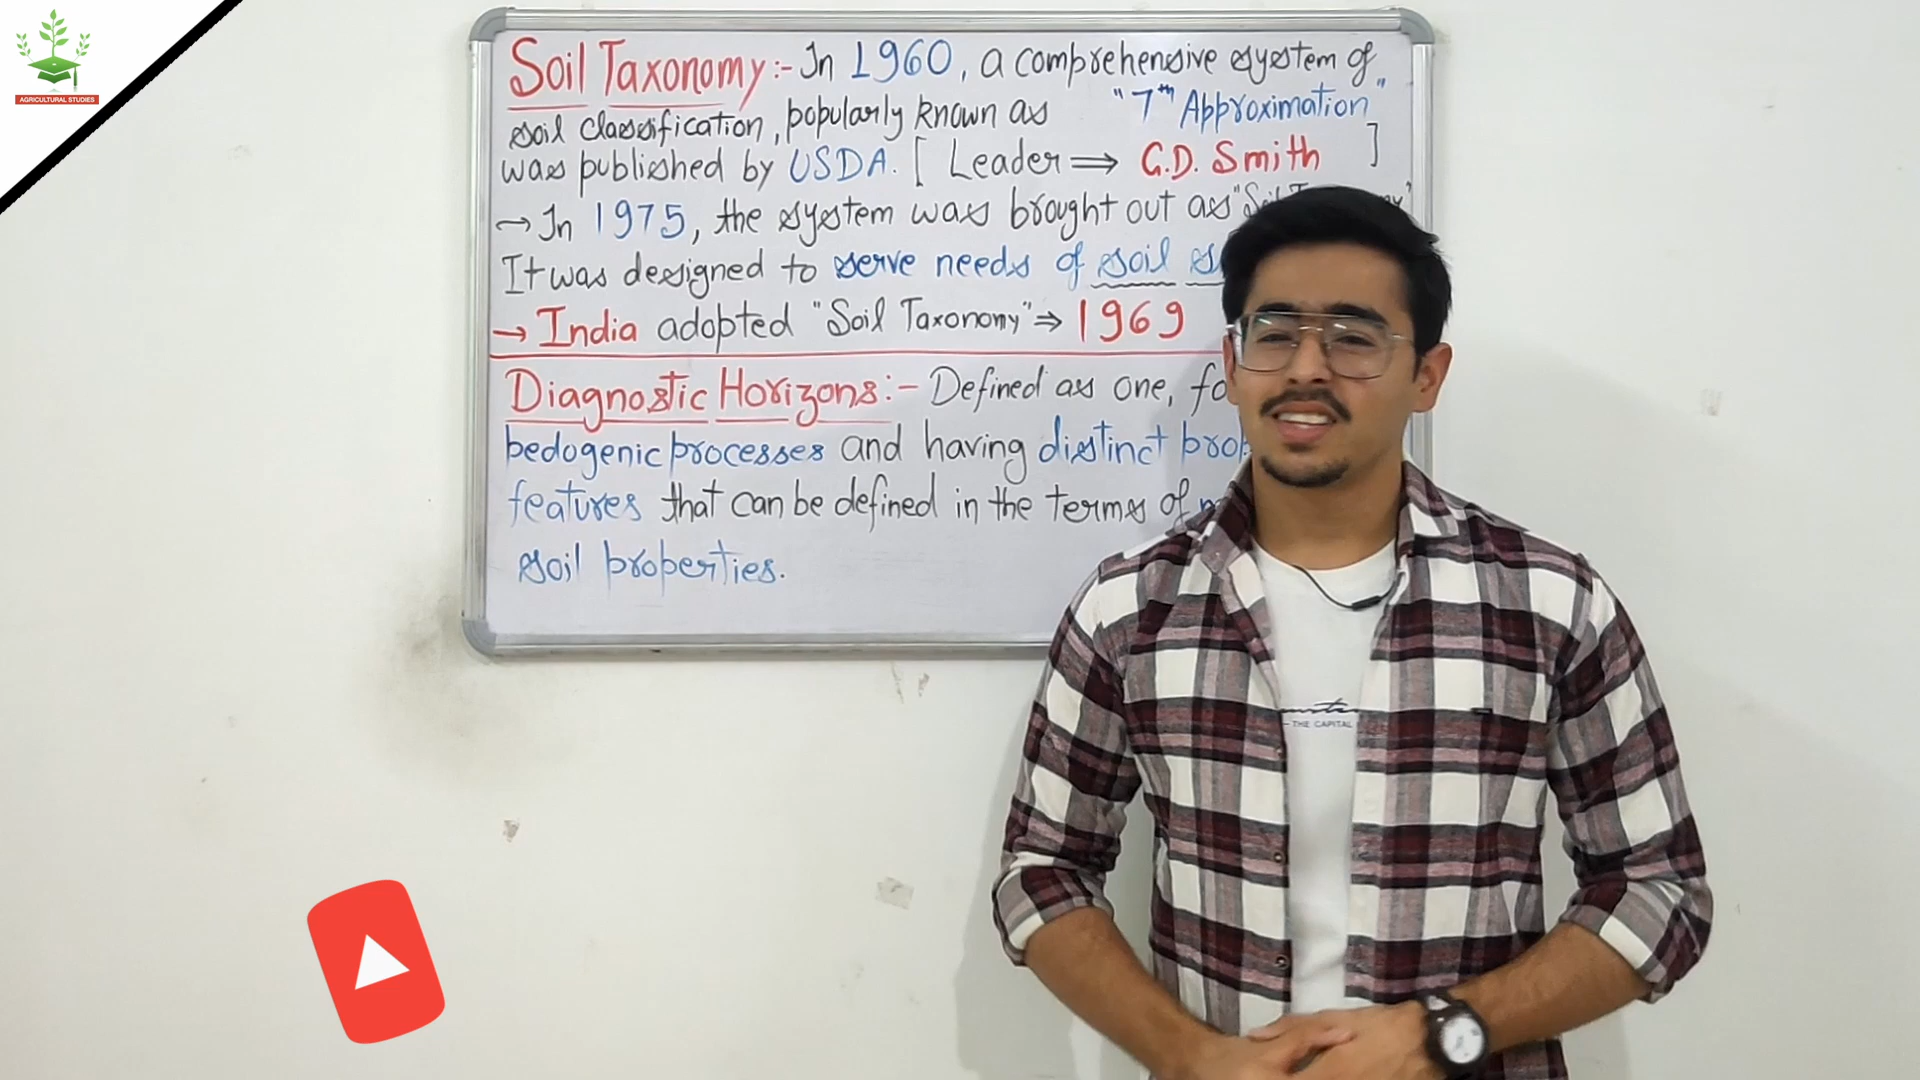 AGRICULTURAL STUDIES
Soil Taxonomy :- In 1960, a comprehensive system of
soil classification, popularly known as "7th Approximation"
was published by USDA. [ Leader ⟹ G.D. Smith ]
→ In 1975, the system was brought out as "Soil
It was designed to serve needs of soil
→ India adopted "Soil Taxonomy" ⇒ 1969
Diagnostic Horizons :- Defined as one,
pedogenic processes and having distinct
features that can be defined in the terms of
soil properties.
THE CAPITAL